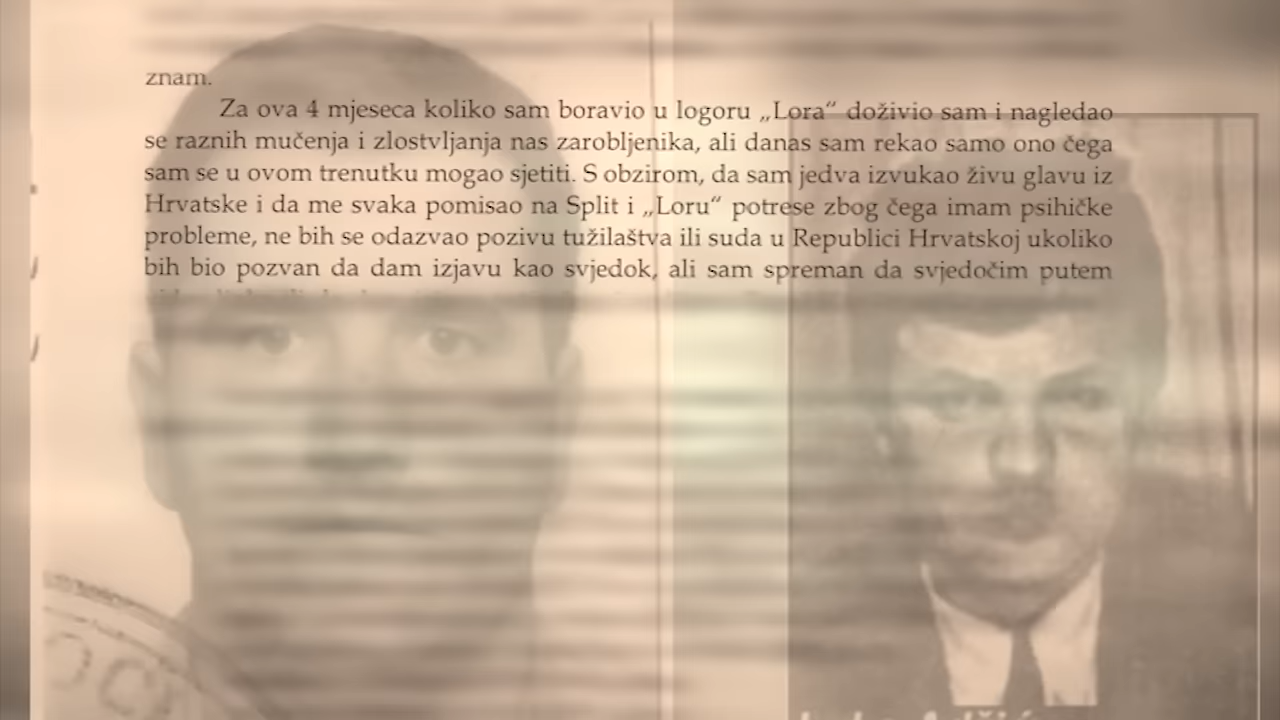 znam.
Za ova 4 mjeseca koliko sam boravio u logoru „Lora“ doživio sam i nagledao
se raznih mučenja i zlostvljanja nas zarobljenika, ali danas sam rekao samo ono čega
sam se u ovom trenutku mogao sjetiti. S obzirom, da sam jedva izvukao živu glavu iz
Hrvatske i da me svaka pomisao na Split i „Loru“ potrese zbog čega imam psihičke
probleme, ne bih se odazvao pozivu tužilaštva ili suda u Republici Hrvatskoj ukoliko
bih bio pozvan da dam izjavu kao svjedok, ali sam spreman da svjedočim putem